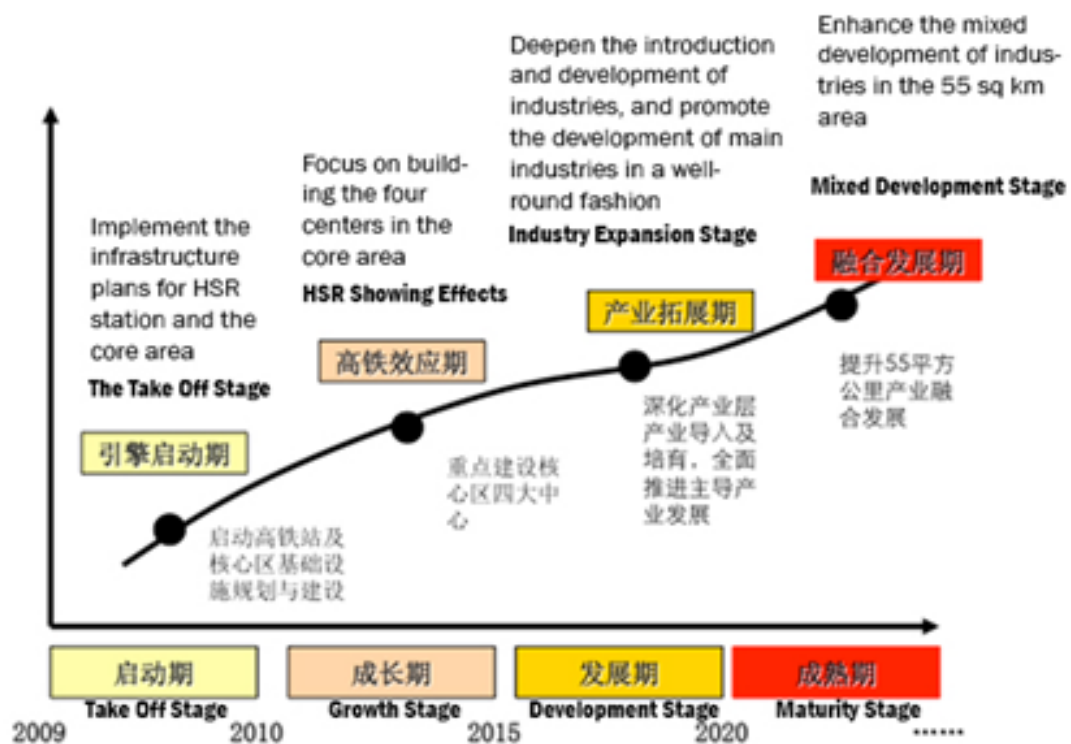 Implement the
infrastructure
plans for HSR
station and the
core area
The Take Off Stage
引擎启动期
启动高铁站及
核心区基础设
施规划与建设
Focus on build-
ing the four
centers in the
core area
HSR Showing Effects
高铁效应期
重点建设核
心区四大中
心
Deepen the introduction
and development of
industries, and promote
the development of main
industries in a well-
round fashion
Industry Expansion Stage
产业拓展期
深化产业层
产业导入及
培育，全面
推进主导产
业发展
Enhance the mixed
development of indus-
tries in the 55 sq km
area
Mixed Development Stage
融合发展期
提升55平方
公里产业融
合发展
启动期
成长期
发展期
成熟期
Take Off Stage
Growth Stage
Development Stage
Maturity Stage
2009
2010
2015
2020
......